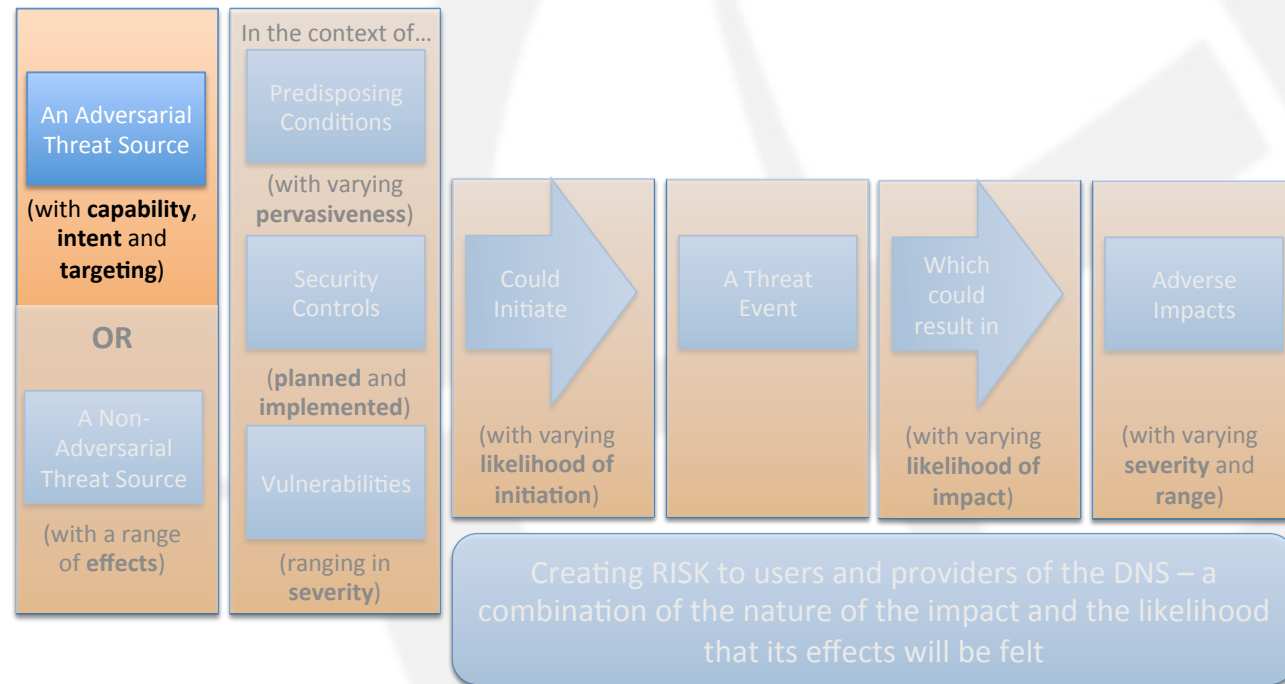 An Adversarial
Threat Source
(with capability,
intent and
targeting)
OR
A Non-
Adversarial
Threat Source
(with a range
of effects)
In the context of…
Predisposing
Conditions
(with varying
pervasiveness)
Security
Controls
(planned and
implemented)
Vulnerabilities
(ranging in
severity)
Could
Initiate
(with varying
likelihood of
initiation)
A Threat
Event
Which
could
result in
(with varying
likelihood of
impact)
Adverse
Impacts
(with varying
severity and
range)
Creating RISK to users and providers of the DNS – a
combination of the nature of the impact and the likelihood
that its effects will be felt